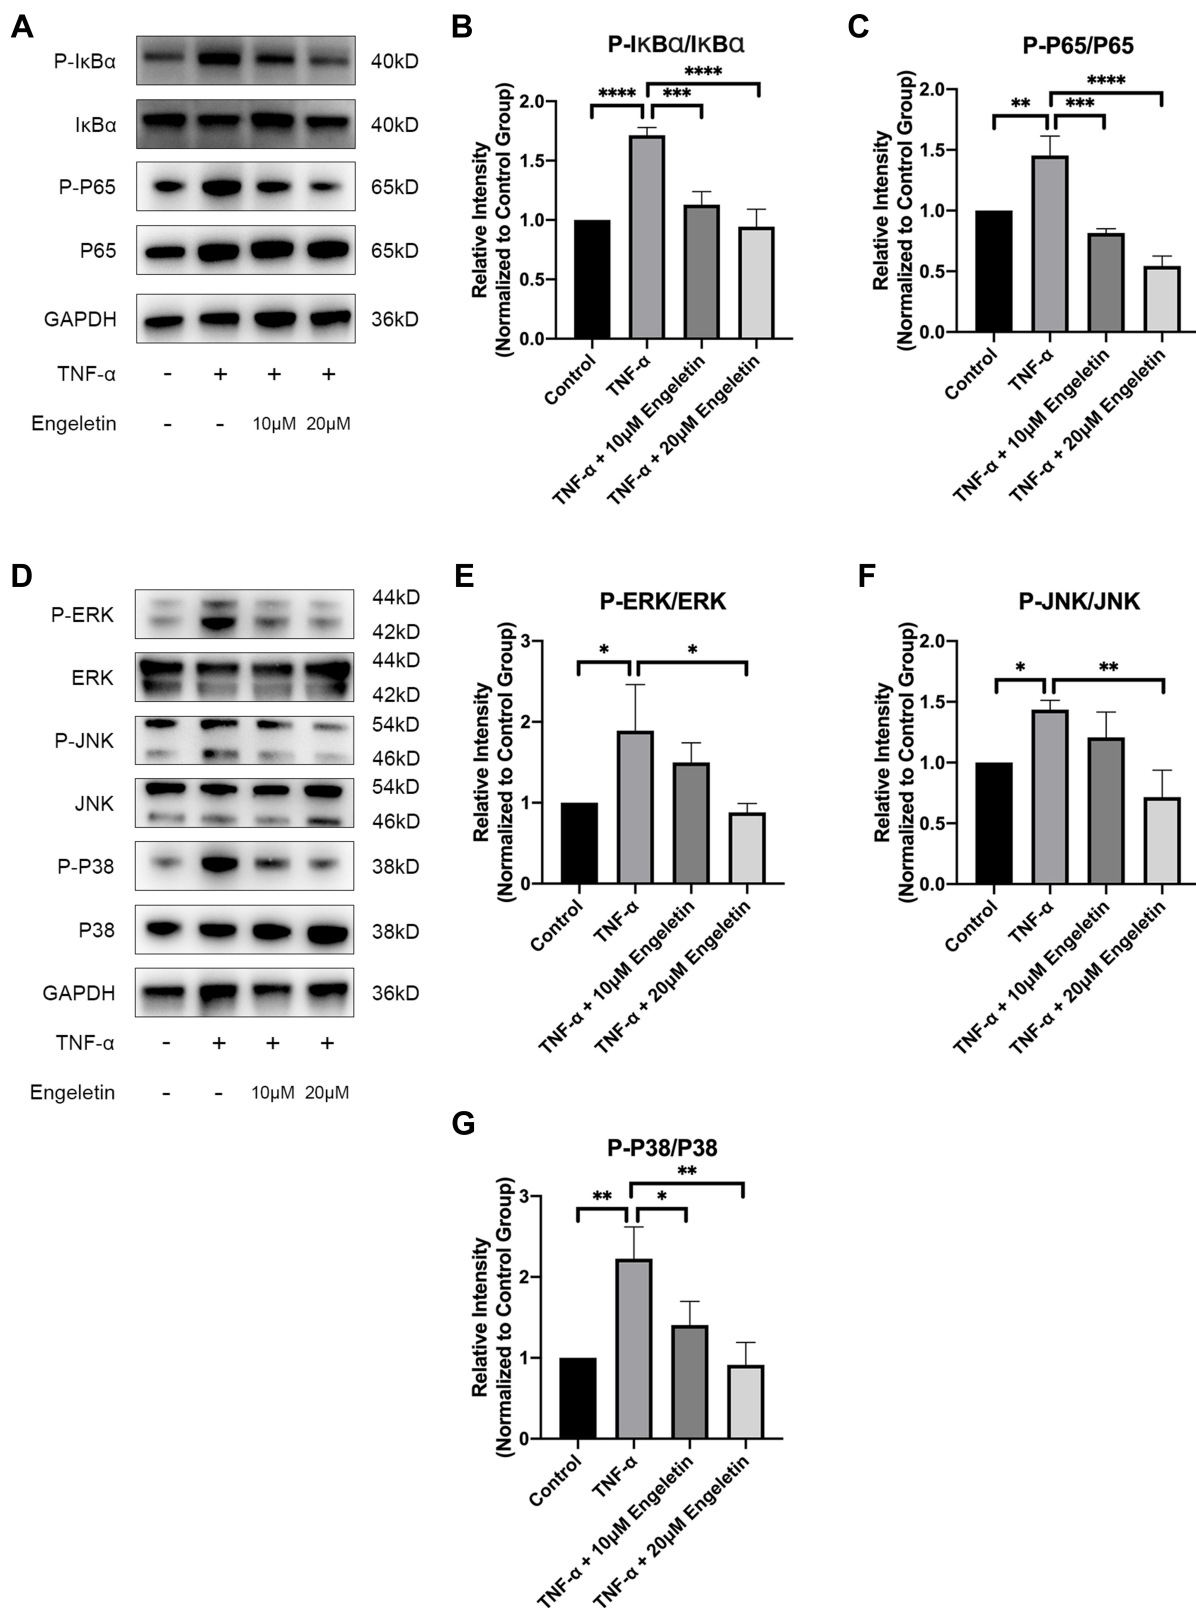 A
P-IκBα 40kD
IκBα 40kD
P-P65 65kD
P65 65kD
GAPDH 36kD
TNF-α - + + +
Engeletin - - 10μM 20μM
B
P-IκBα/IκBα
Relative Intensity
(Normalized to Control Group)
2.0
1.5
1.0
0.5
0.0
****
****
***
Control
TNF-α
TNF-α + 10μM Engeletin
TNF-α + 20μM Engeletin
C
P-P65/P65
Relative Intensity
(Normalized to Control Group)
2.0
1.5
1.0
0.5
0.0
****
**
***
Control
TNF-α
TNF-α + 10μM Engeletin
TNF-α + 20μM Engeletin
D
P-ERK 44kD
42kD
ERK 44kD
42kD
P-JNK 54kD
46kD
JNK 54kD
46kD
P-P38 38kD
P38 38kD
GAPDH 36kD
TNF-α - + + +
Engeletin - - 10μM 20μM
E
P-ERK/ERK
Relative Intensity
(Normalized to Control Group)
3
2
1
0
*
*
Control
TNF-α
TNF-α + 10μM Engeletin
TNF-α + 20μM Engeletin
F
P-JNK/JNK
Relative Intensity
(Normalized to Control Group)
2.0
1.5
1.0
0.5
0.0
*
**
Control
TNF-α
TNF-α + 10μM Engeletin
TNF-α + 20μM Engeletin
G
P-P38/P38
Relative Intensity
(Normalized to Control Group)
3
2
1
0
**
**
*
Control
TNF-α
TNF-α + 10μM Engeletin
TNF-α + 20μM Engeletin